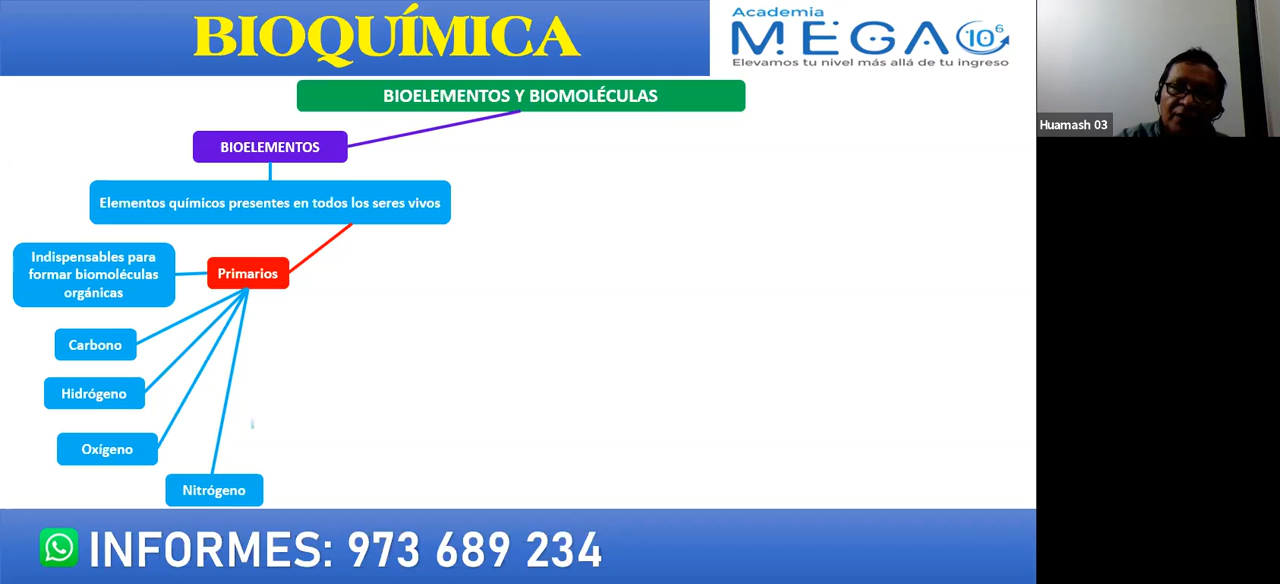 BIOQUÍMICA
Academia
MEGA 10⁶
Elevamos tu nivel más allá de tu ingreso
Huamash 03
BIOELEMENTOS Y BIOMOLÉCULAS
BIOELEMENTOS
Elementos químicos presentes en todos los seres vivos
Indispensables para
formar biomoléculas
orgánicas
Primarios
Carbono
Hidrógeno
Oxígeno
Nitrógeno
INFORMES: 973 689 234